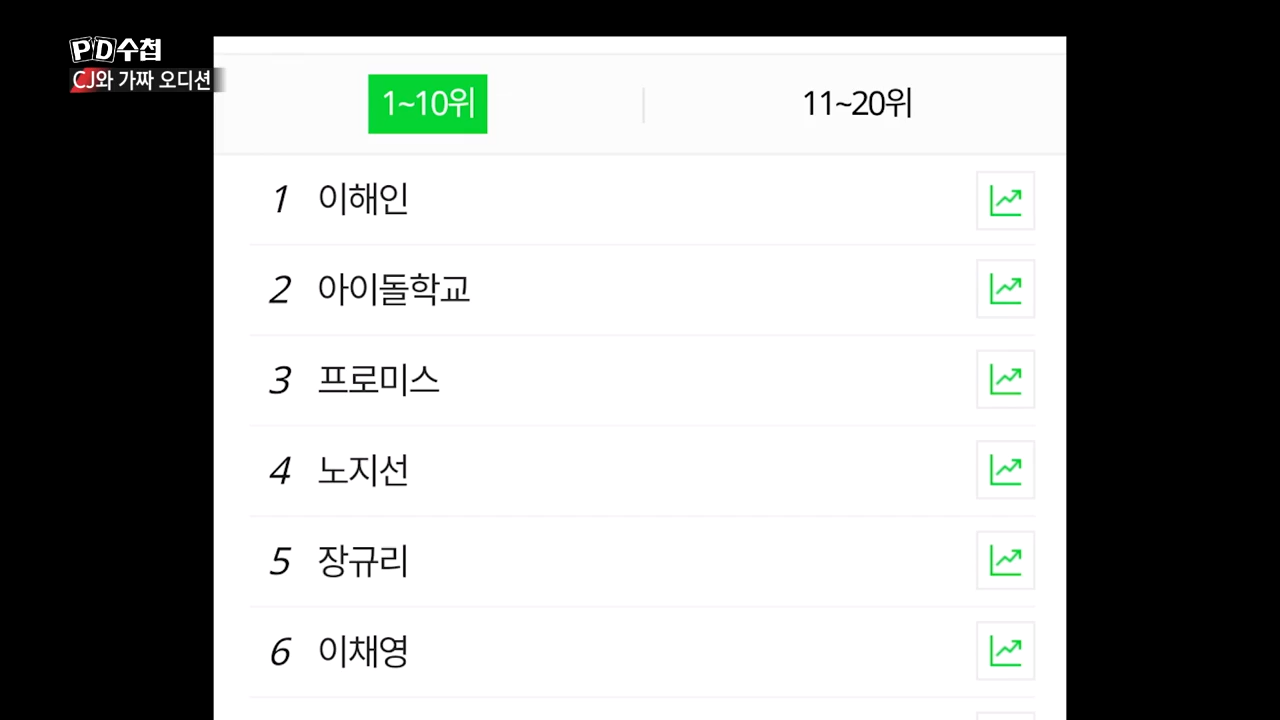 PD수첩
CJ와 가짜 오디션
1~10위
11~20위
1 이해인
2 아이돌학교
3 프로미스
4 노지선
5 장규리
6 이채영